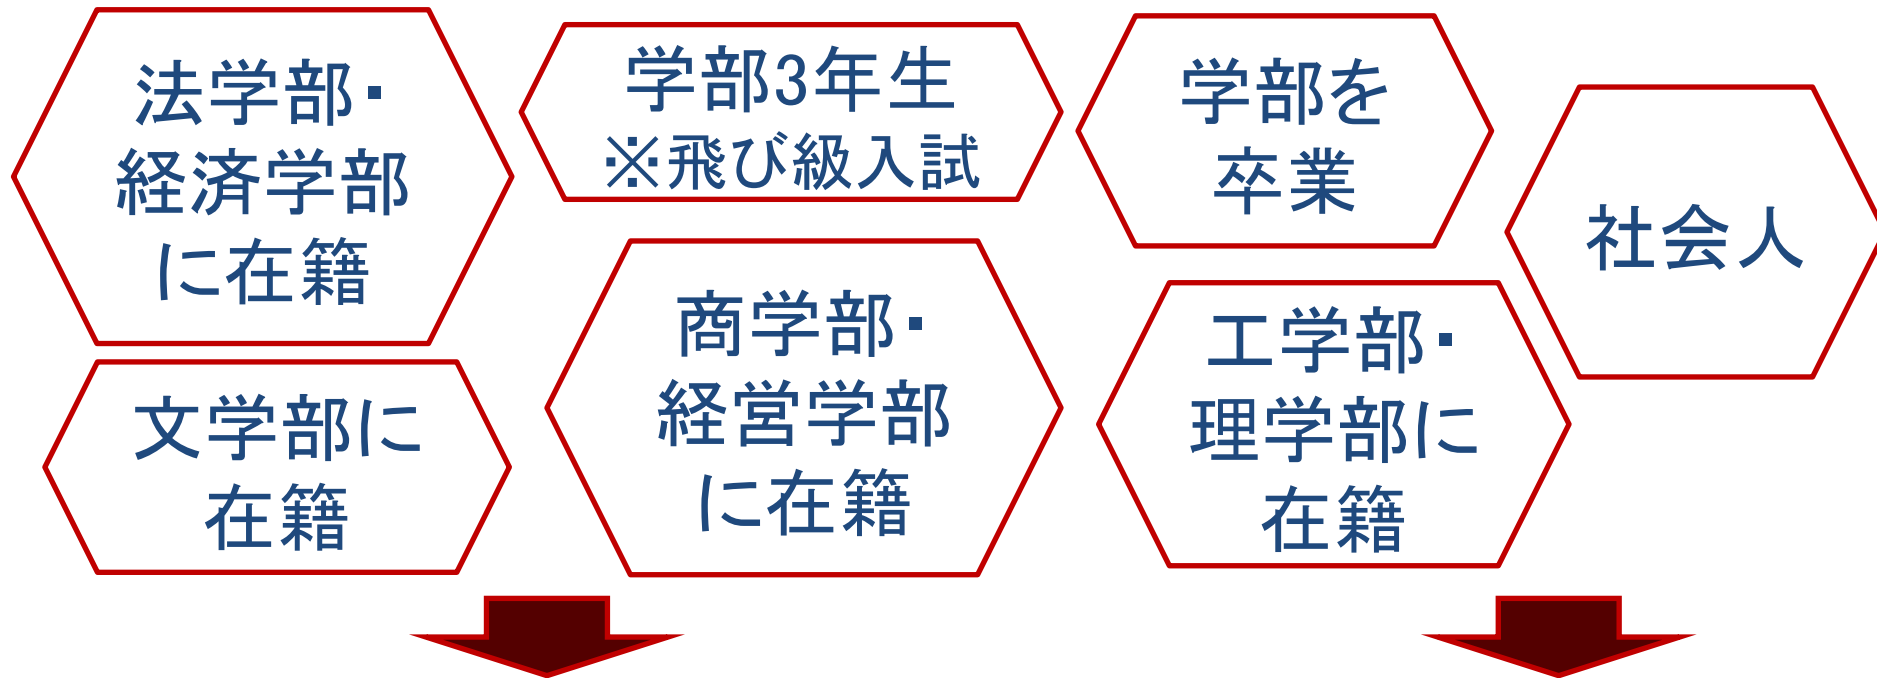 法学部・
経済学部
に在籍
学部3年生
※飛び級入試
学部を
卒業
社会人
文学部に
在籍
商学部・
経営学部
に在籍
工学部・
理学部に
在籍